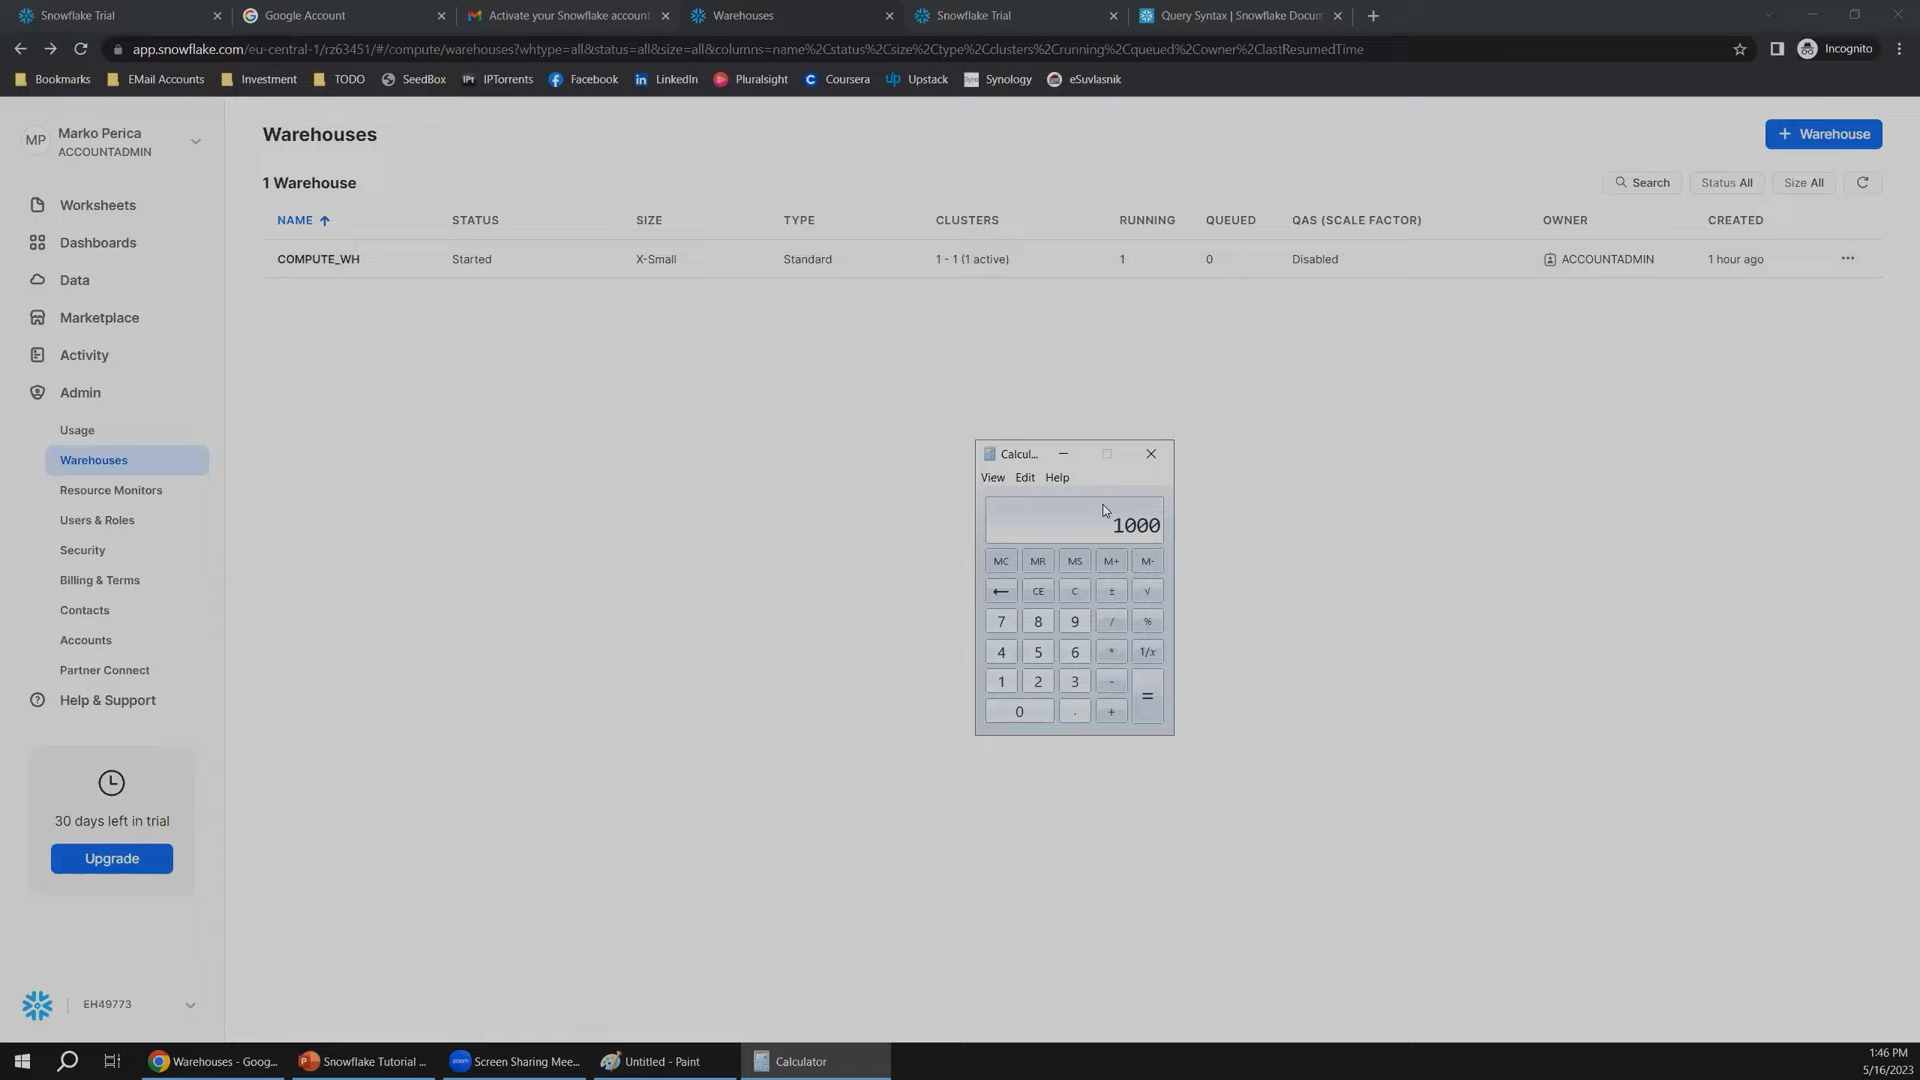 Snowflake Trial
Google Account
Activate your Snowflake account
Warehouses
Snowflake Trial
Query Syntax | Snowflake Docum
app.snowflake.com/eu-central-1/rz63451/#/compute/warehouses?whtype=all&status=all&size=all&columns=name%2Cstatus%2Csize%2Ctype%2Cclusters%2Crunning%2Cqueued%2Cowner%2ClastResumedTime
Incognito
Bookmarks
EMail Accounts
Investment
TODO
SeedBox
IPT IPTorrents
Facebook
in LinkedIn
Pluralsight
C Coursera
up Upstack
Syno Synology
eSuvlasnik
MP
Marko Perica
ACCOUNTADMIN
Worksheets
Dashboards
Data
Marketplace
Activity
Admin
Usage
Warehouses
Resource Monitors
Users & Roles
Security
Billing & Terms
Contacts
Accounts
Partner Connect
Help & Support
30 days left in trial
Upgrade
EH49773
Warehouses
+ Warehouse
1 Warehouse
Search
Status All
Size All
NAME STATUS SIZE TYPE CLUSTERS RUNNING QUEUED QAS (SCALE FACTOR) OWNER CREATED
COMPUTE_WH Started X-Small Standard 1 - 1 (1 active) 1 0 Disabled ACCOUNTADMIN 1 hour ago
Calcul...
View Edit Help
1000
MC MR MS M+ M-
← CE C ± √
7 8 9 / %
4 5 6 * 1/x
1 2 3 - =
0 . +
Warehouses - Goog...
Snowflake Tutorial ...
zoom
Screen Sharing Mee...
Untitled - Paint
Calculator
1:46 PM
5/16/2023